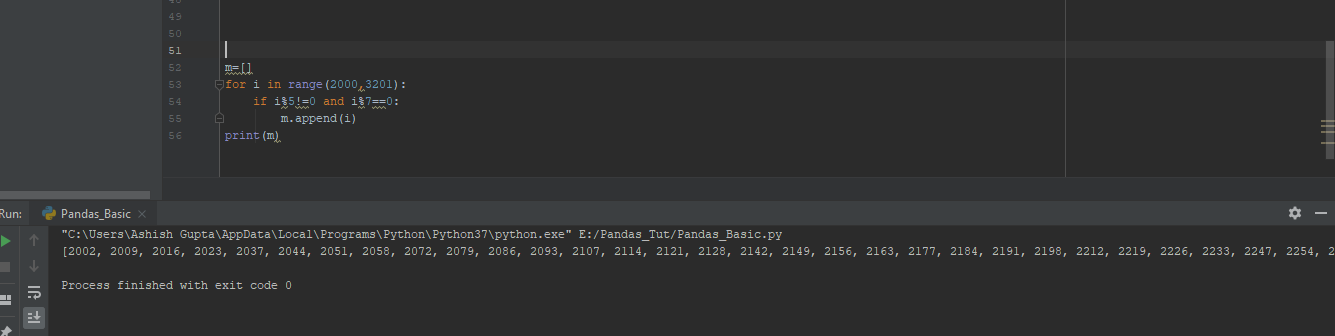 48
49
50
51
52 m=[]
53 for i in range(2000,3201):
54 if i%5!=0 and i%7==0:
55 m.append(i)
56 print(m)
Run: Pandas_Basic
"C:\Users\Ashish Gupta\AppData\Local\Programs\Python\Python37\python.exe" E:/Pandas_Tut/Pandas_Basic.py
[2002, 2009, 2016, 2023, 2037, 2044, 2051, 2058, 2072, 2079, 2086, 2093, 2107, 2114, 2121, 2128, 2142, 2149, 2156, 2163, 2177, 2184, 2191, 2198, 2212, 2219, 2226, 2233, 2247, 2254, 2
Process finished with exit code 0